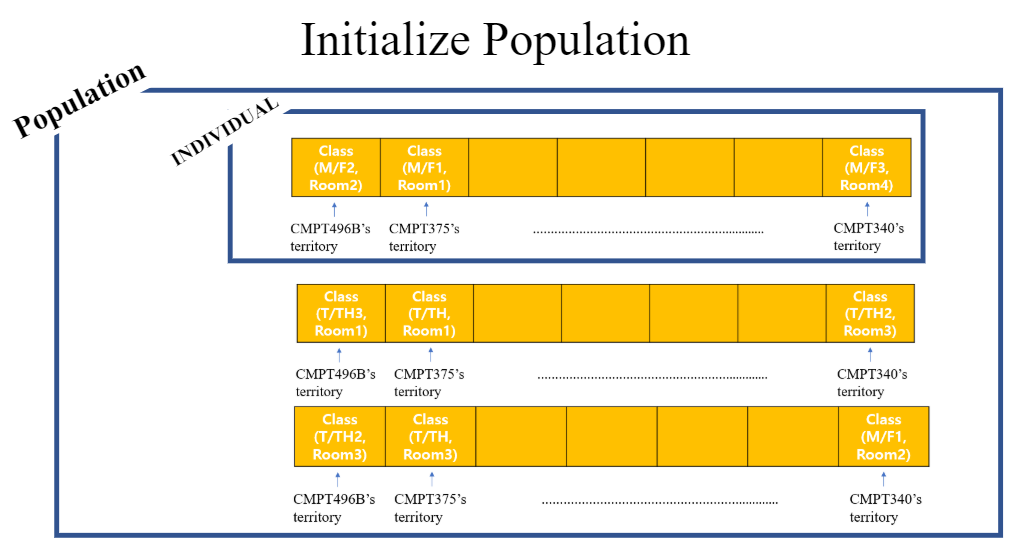 Initialize Population
Population
INDIVIDUAL
Class
(M/F2,
Room2)
Class
(M/F1,
Room1)
Class
(M/F3,
Room4)
CMPT496B’s
territory
CMPT375’s
territory
................................................................
CMPT340’s
territory
Class
(T/TH3,
Room1)
Class
(T/TH,
Room1)
Class
(T/TH2,
Room3)
CMPT496B’s
territory
CMPT375’s
territory
................................................................
CMPT340’s
territory
Class
(T/TH2,
Room3)
Class
(T/TH,
Room3)
Class
(M/F1,
Room2)
CMPT496B’s
territory
CMPT375’s
territory
................................................................
CMPT340’s
territory